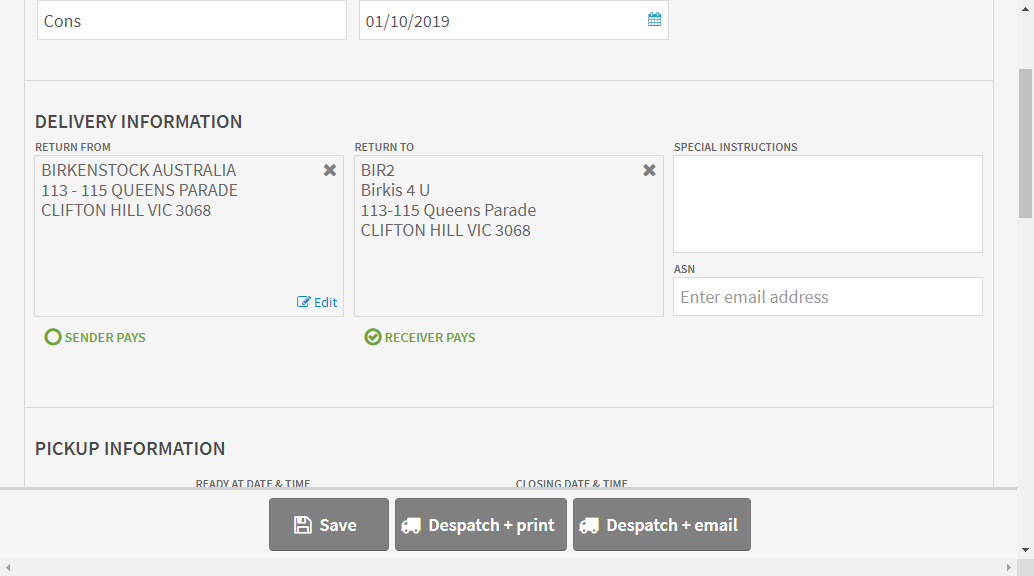 Cons
01/10/2019
DELIVERY INFORMATION
RETURN FROM
BIRKENSTOCK AUSTRALIA
113 - 115 QUEENS PARADE
CLIFTON HILL VIC 3068
Edit
SENDER PAYS
RETURN TO
BIR2
Birkis 4 U
113-115 Queens Parade
CLIFTON HILL VIC 3068
RECEIVER PAYS
SPECIAL INSTRUCTIONS
ASN
Enter email address
PICKUP INFORMATION
READY AT DATE & TIME
CLOSING DATE & TIME
Save
Despatch + print
Despatch + email